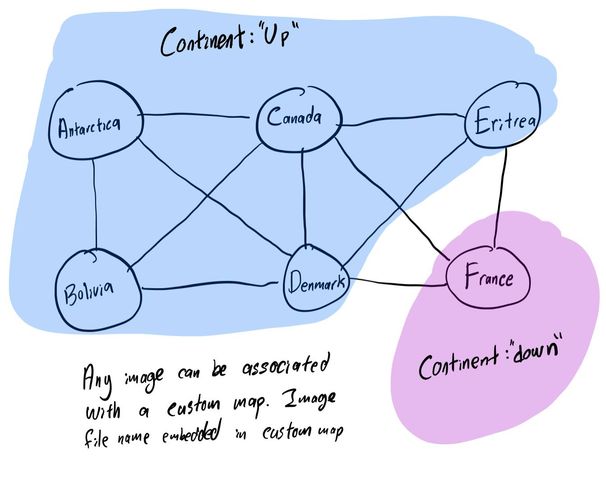 Continent: "Up"
Antarctica
Canada
Eritrea
Bolivia
Denmark
France
Continent: "down"
Any image can be associated
with a custom map. Image
file name embedded in custom map